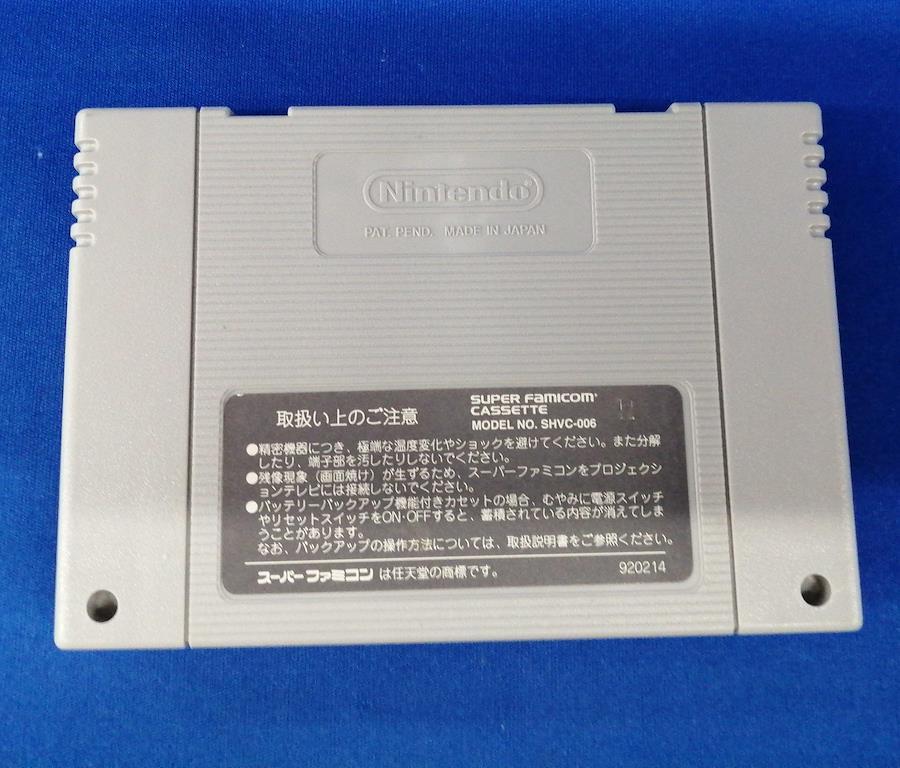 Nintendo®
PAT. PEND. MADE IN JAPAN
取扱い上のご注意
SUPER FAMICOM
CASSETTE
MODEL NO. SHVC-006
●精密機器につき、極端な温度変化やショックを避けてください。また分解
したり、端子部を汚したりしないでください。
●残像現象（画面焼け）が生ずるため、スーパーファミコンをプロジェクシ
ョンテレビには接続しないでください。
●バッテリーバックアップ機能付きカセットの場合、むやみに電源スイッチ
やリセットスイッチをON・OFFすると、蓄積されている内容が消えてしま
うことがあります。
なお、バックアップの操作方法については、取扱説明書をご参照ください。
スーパーファミコン は任天堂の商標です。
920214